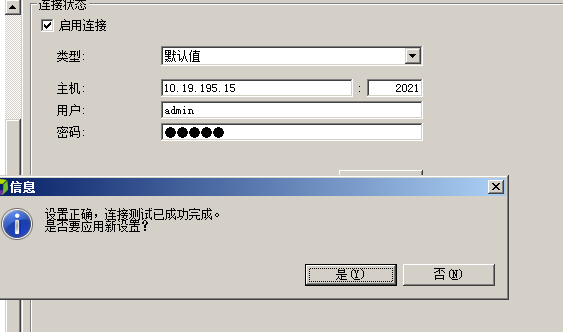 连接状态
启用连接
类型: 默认值
主机: 10.19.195.15 : 2021
用户: admin
密码: ●●●●●
信息
设置正确，连接测试已成功完成。
是否要应用新设置？
是(Y) 否(N)